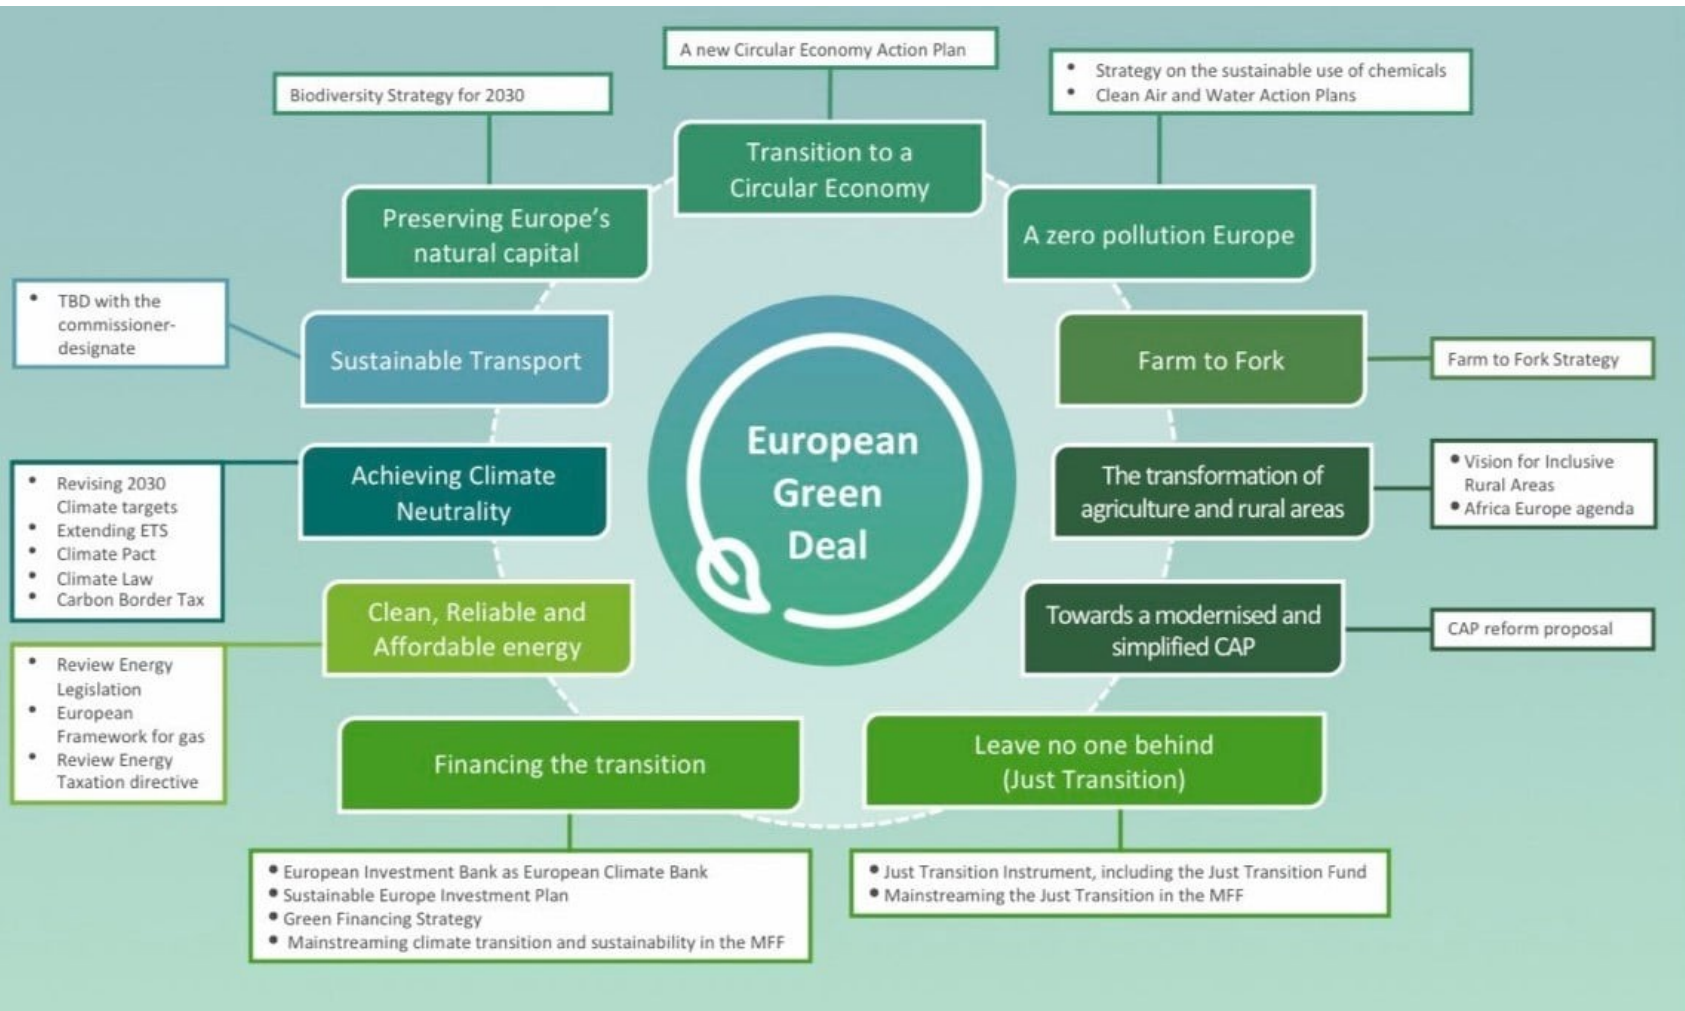 A new Circular Economy Action Plan
Biodiversity Strategy for 2030
• Strategy on the sustainable use of chemicals
• Clean Air and Water Action Plans
Transition to a
Circular Economy
Preserving Europe's
natural capital
A zero pollution Europe
• TBD with the
commissioner-
designate
Sustainable Transport
Farm to Fork
Farm to Fork Strategy
European
Green
Deal
• Revising 2030
Climate targets
• Extending ETS
• Climate Pact
• Climate Law
• Carbon Border Tax
Achieving Climate
Neutrality
The transformation of
agriculture and rural areas
• Vision for Inclusive
Rural Areas
• Africa Europe agenda
Clean, Reliable and
Affordable energy
Towards a modernised and
simplified CAP
CAP reform proposal
• Review Energy
Legislation
• European
Framework for gas
• Review Energy
Taxation directive
Financing the transition
Leave no one behind
(Just Transition)
• European Investment Bank as European Climate Bank
• Sustainable Europe Investment Plan
• Green Financing Strategy
• Mainstreaming climate transition and sustainability in the MFF
• Just Transition Instrument, including the Just Transition Fund
• Mainstreaming the Just Transition in the MFF